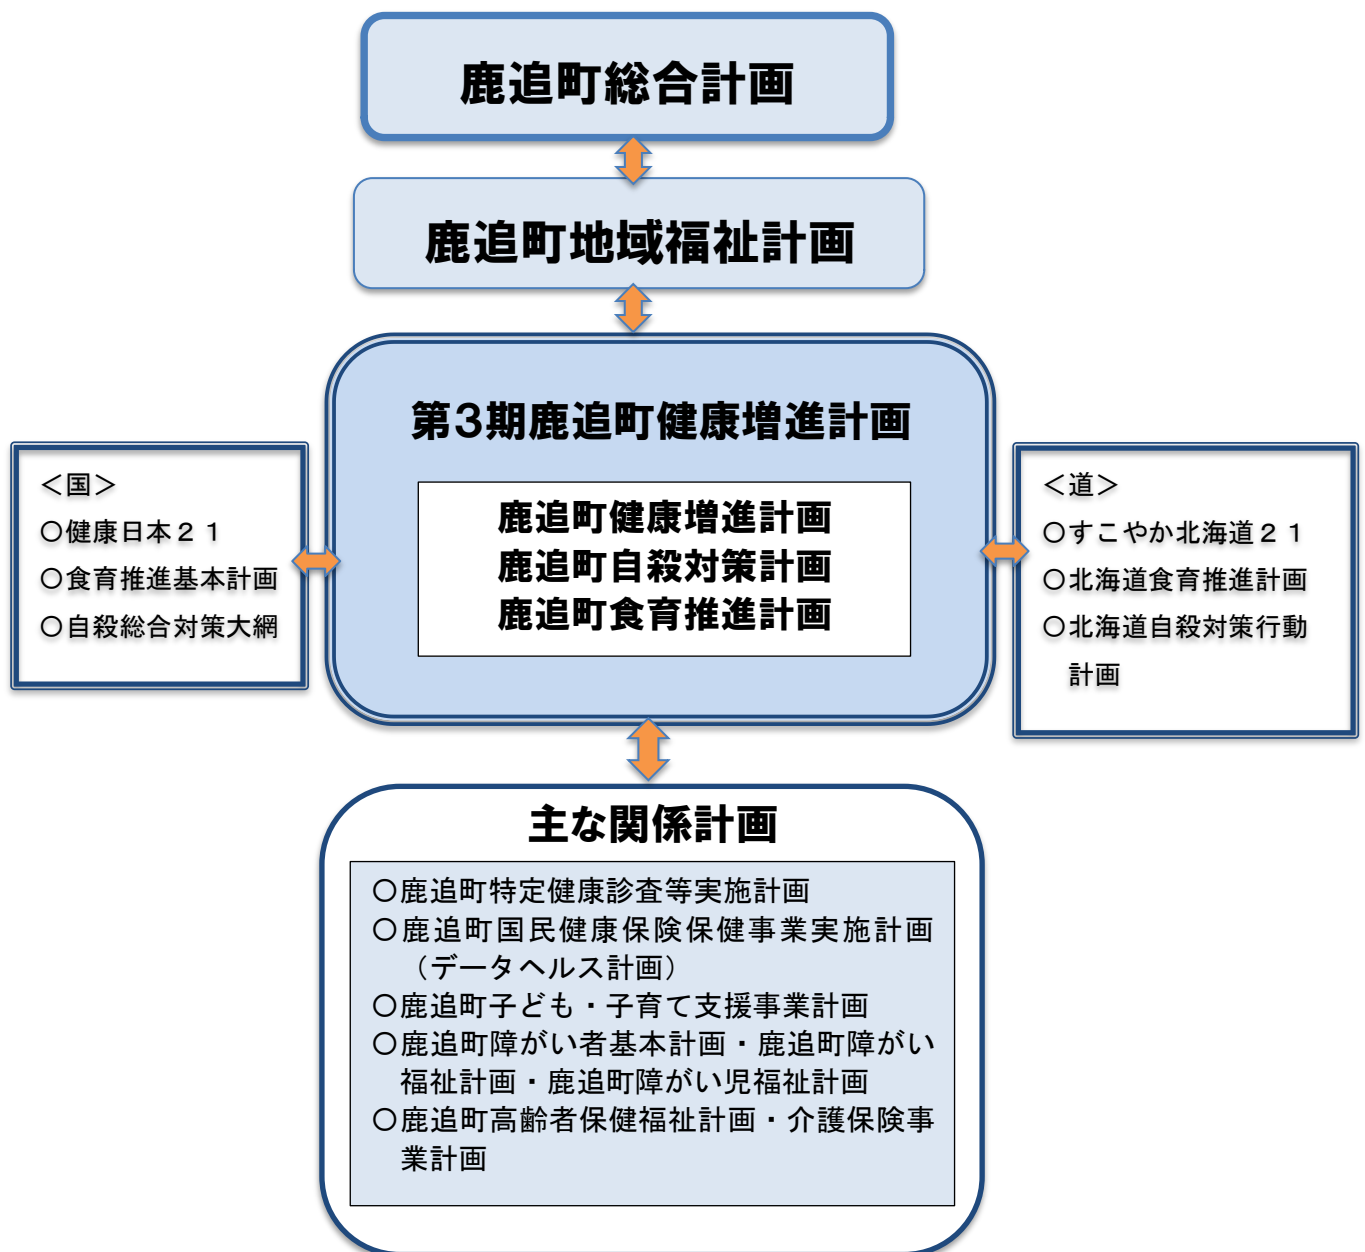 鹿追町総合計画
鹿追町地域福祉計画
第3期鹿追町健康増進計画
鹿追町健康増進計画
鹿追町自殺対策計画
鹿追町食育推進計画
＜国＞
○健康日本２１
○食育推進基本計画
○自殺総合対策大綱
＜道＞
○すこやか北海道２１
○北海道食育推進計画
○北海道自殺対策行動
計画
主な関係計画
○鹿追町特定健康診査等実施計画
○鹿追町国民健康保険保健事業実施計画
（データヘルス計画）
○鹿追町子ども・子育て支援事業計画
○鹿追町障がい者基本計画・鹿追町障がい
福祉計画・鹿追町障がい児福祉計画
○鹿追町高齢者保健福祉計画・介護保険事
業計画